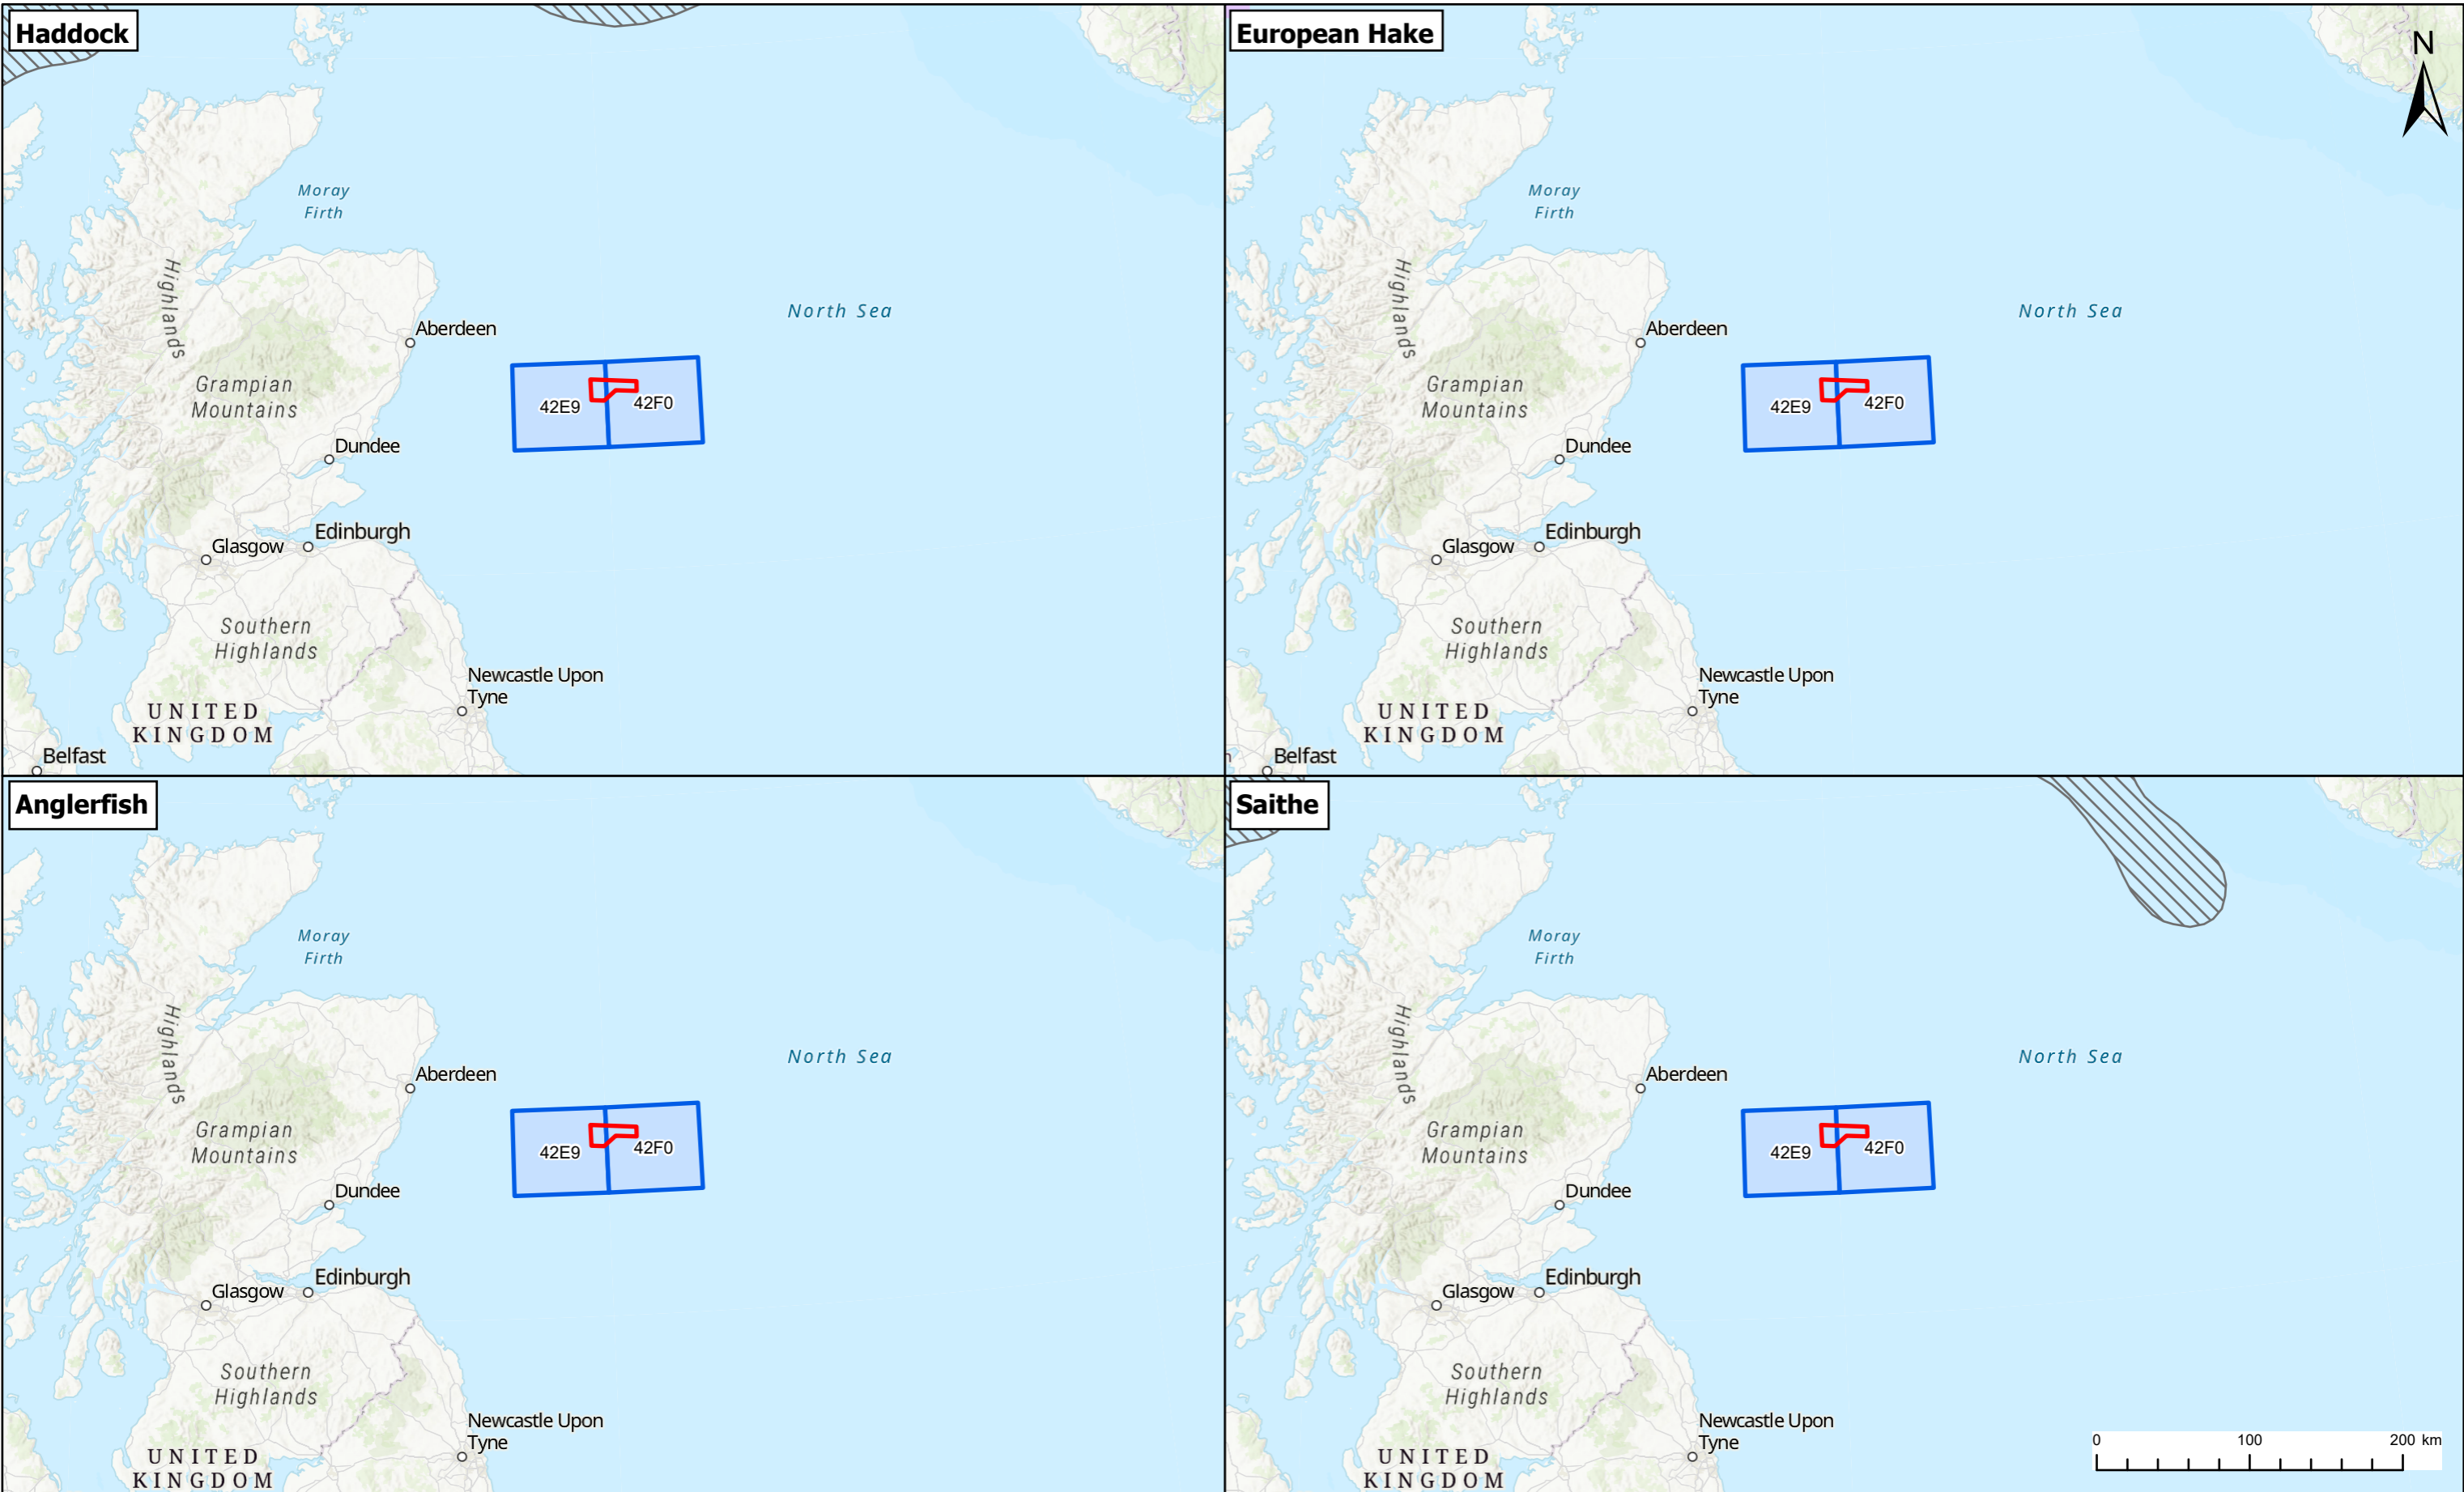 Haddock
Moray
Firth
Highlands
North Sea
Aberdeen
Grampian
Mountains
42E9
42F0
Dundee
Edinburgh
Glasgow
Southern
Highlands
Newcastle Upon
Tyne
UNITED
KINGDOM
Belfast
European Hake
N
Moray
Firth
Highlands
North Sea
Aberdeen
Grampian
Mountains
42E9
42F0
Dundee
Edinburgh
Glasgow
Southern
Highlands
Newcastle Upon
Tyne
UNITED
KINGDOM
Belfast
Anglerfish
Moray
Firth
Highlands
North Sea
Aberdeen
Grampian
Mountains
42E9
42F0
Dundee
Edinburgh
Glasgow
Southern
Highlands
Newcastle Upon
Tyne
UNITED
KINGDOM
Saithe
Moray
Firth
Highlands
North Sea
Aberdeen
Grampian
Mountains
42E9
42F0
Dundee
Edinburgh
Glasgow
Southern
Highlands
Newcastle Upon
Tyne
UNITED
KINGDOM
0 100 200 km